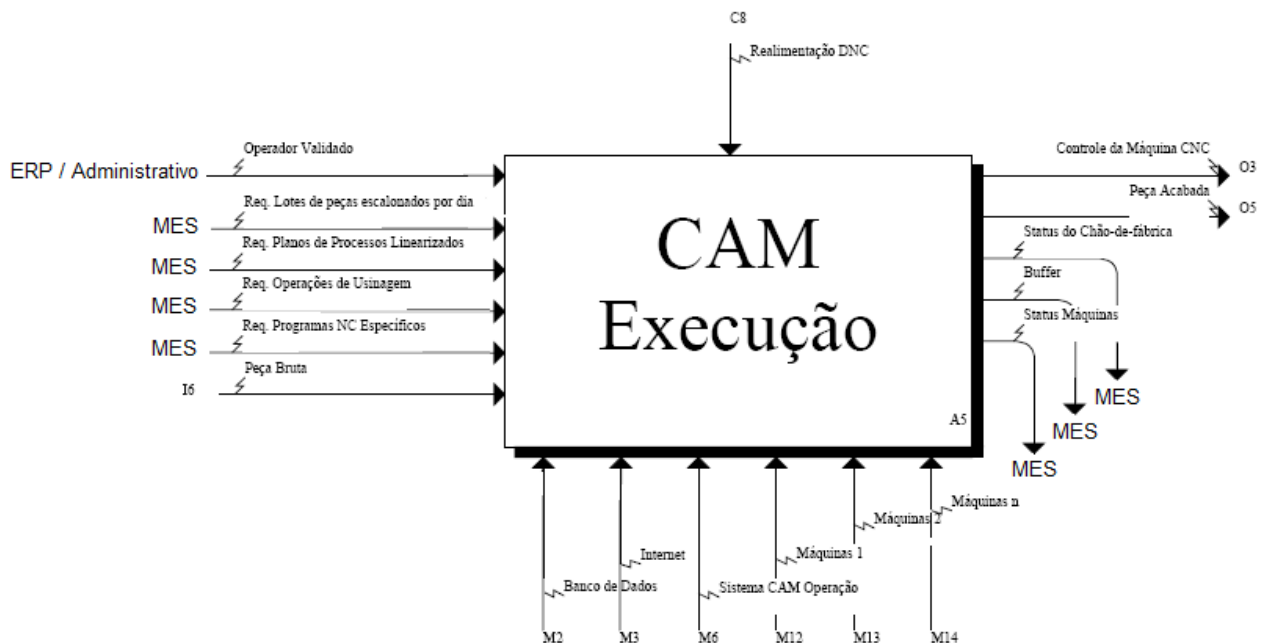 C8
Realimentação DNC
ERP / Administrativo
Operador Validado
MES
Req. Lotes de peças escalonados por dia
MES
Req. Planos de Processos Linearizados
MES
Req. Operações de Usinagem
MES
Req. Programas NC Especificos
I6
Peça Bruta
CAM
Execução
A5
Controle da Máquina CNC
O3
Peça Acabada
O5
Status do Chão-de-fábrica
Buffer
Status Máquinas
MES
MES
MES
Máquinas n
Máquinas 2
Máquinas 1
Internet
Banco de Dados
Sistema CAM Operação
M2
M3
M6
M12
M13
M14